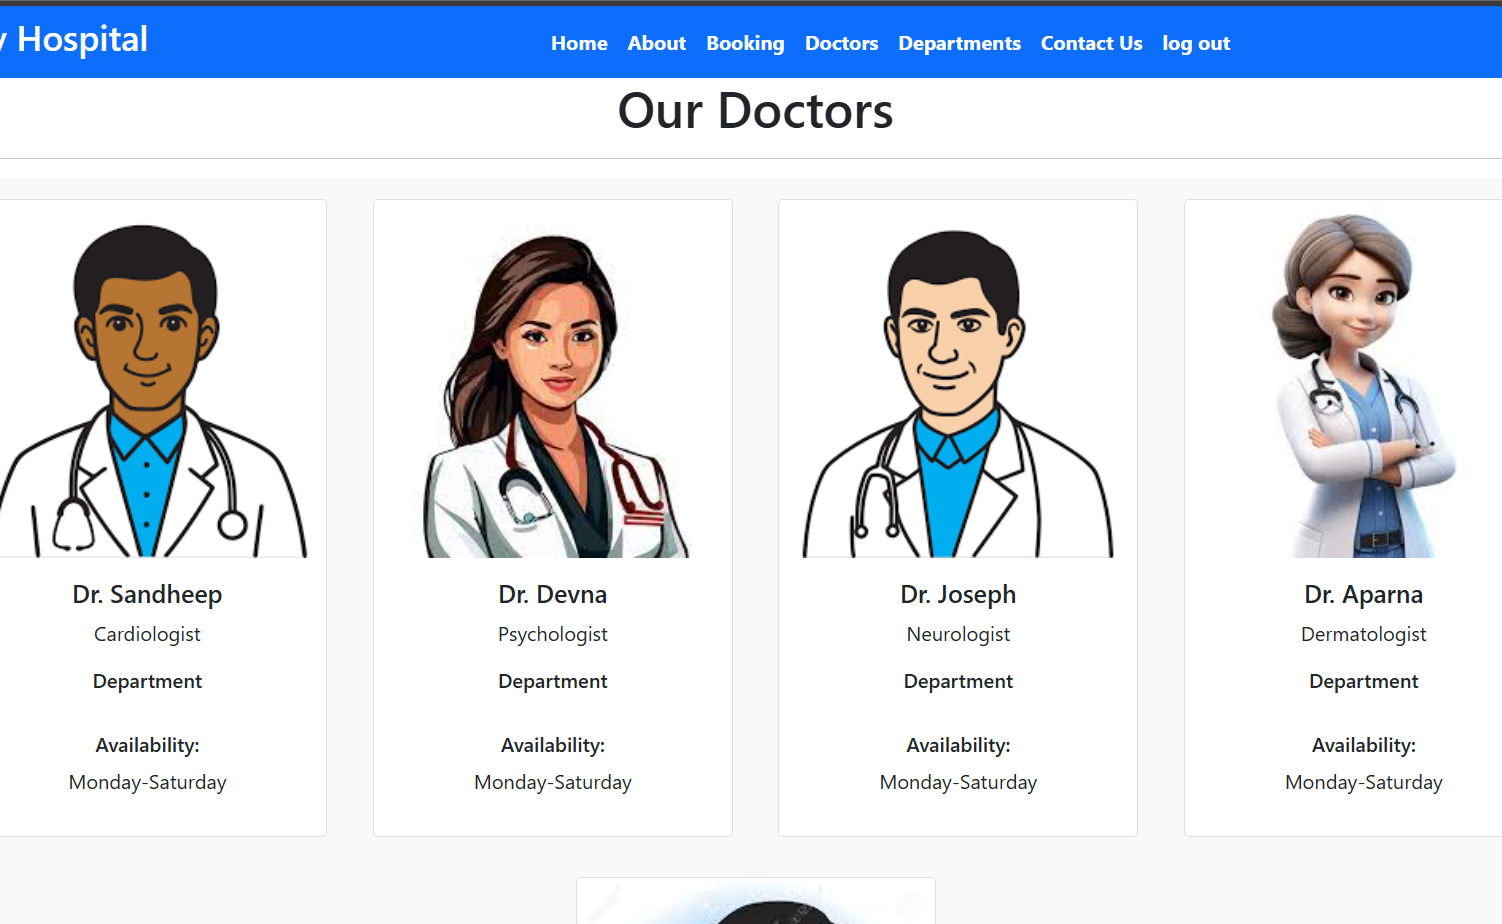 Hospital
Home About Booking Doctors Departments Contact Us log out
Our Doctors
Dr. Sandheep
Cardiologist
Department
Availability:
Monday-Saturday
Dr. Devna
Psychologist
Department
Availability:
Monday-Saturday
Dr. Joseph
Neurologist
Department
Availability:
Monday-Saturday
Dr. Aparna
Dermatologist
Department
Availability:
Monday-Saturday